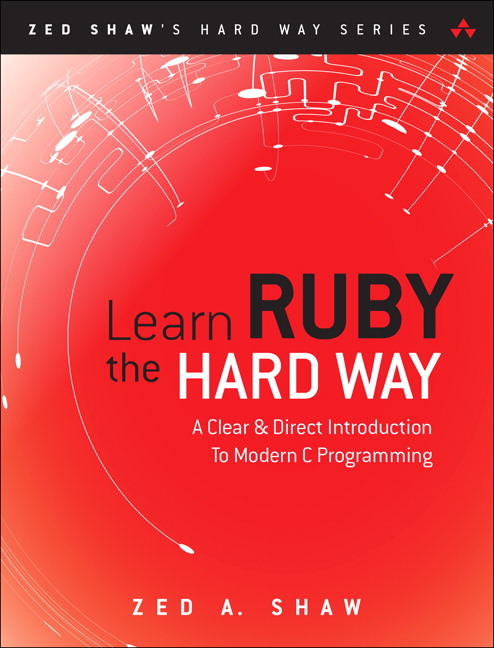 ZED SHAW'S HARD WAY SERIES
Learn RUBY
the HARD WAY
A Clear & Direct Introduction
To Modern C Programming
ZED A. SHAW